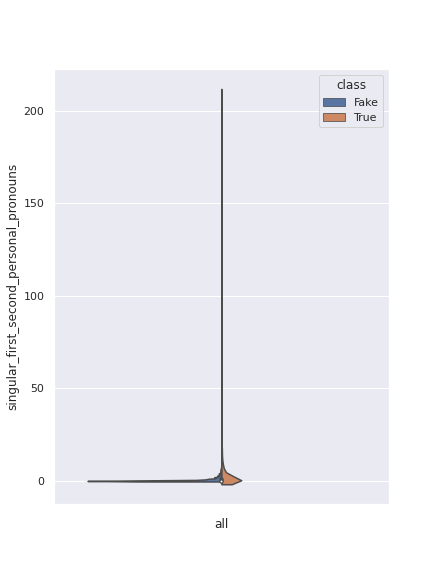 class
Fake
True
200
150
100
50
0
singular_first_second_personal_pronouns
all